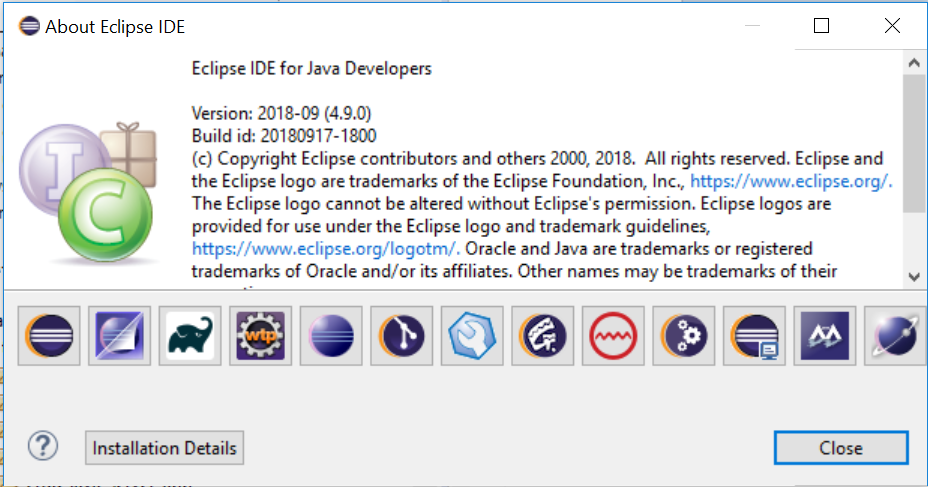 About Eclipse IDE
Eclipse IDE for Java Developers
Version: 2018-09 (4.9.0)
Build id: 20180917-1800
(c) Copyright Eclipse contributors and others 2000, 2018.  All rights reserved. Eclipse and
the Eclipse logo are trademarks of the Eclipse Foundation, Inc., https://www.eclipse.org/.
The Eclipse logo cannot be altered without Eclipse's permission. Eclipse logos are
provided for use under the Eclipse logo and trademark guidelines,
https://www.eclipse.org/logotm/. Oracle and Java are trademarks or registered
trademarks of Oracle and/or its affiliates. Other names may be trademarks of their
I
C
wtp
?
Installation Details
Close